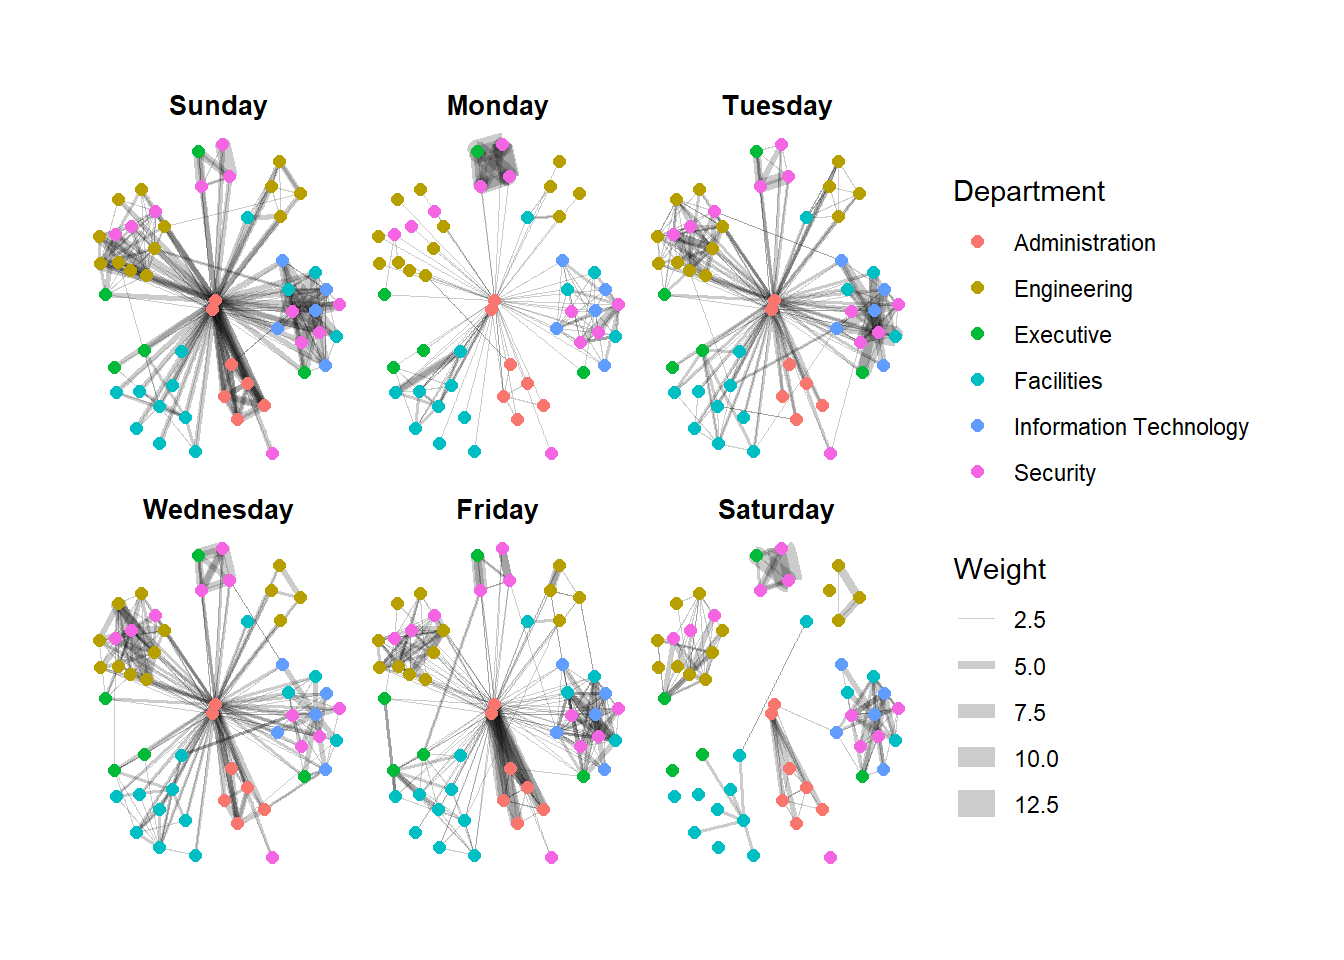 Sunday
Monday
Tuesday
Wednesday
Friday
Saturday
Department
Administration
Engineering
Executive
Facilities
Information Technology
Security
Weight
2.5
5.0
7.5
10.0
12.5